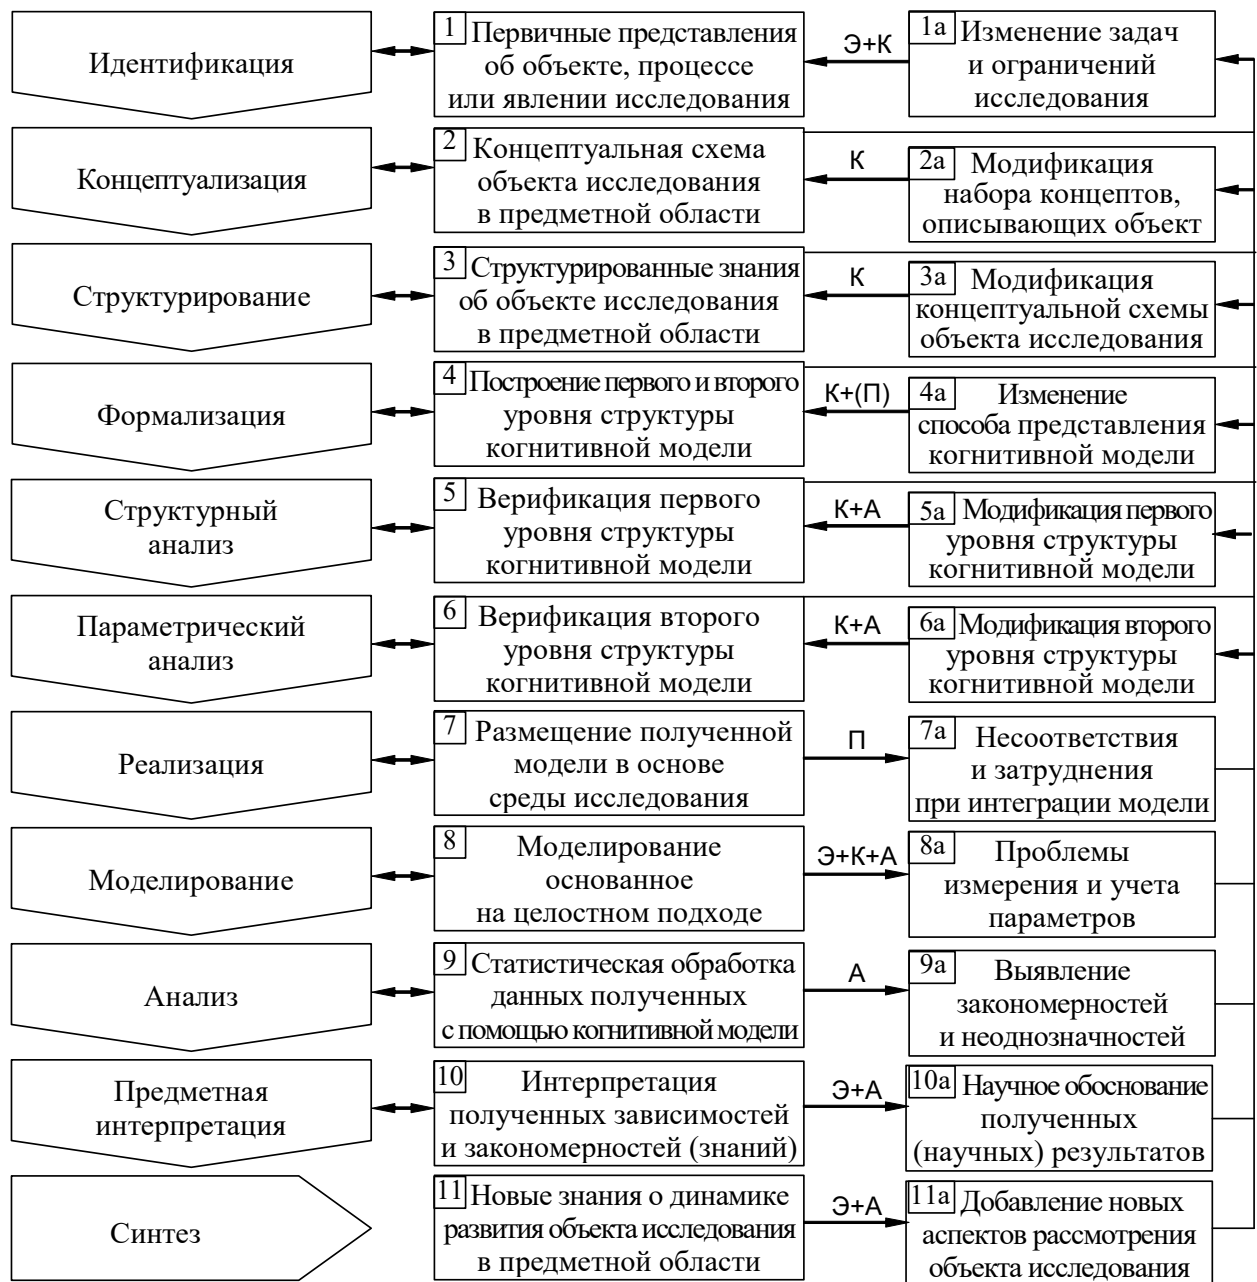 Идентификация
1 Первичные представления
об объекте, процессе
или явлении исследования
Э+К
1а Изменение задач
и ограничений
исследования
Концептуализация
2 Концептуальная схема
объекта исследования
в предметной области
К
2а Модификация
набора концептов,
описывающих объект
Структурирование
3 Структурированные знания
об объекте исследования
в предметной области
К
3а Модификация
концептуальной схемы
объекта исследования
Формализация
4 Построение первого и второго
уровня структуры
когнитивной модели
К+(П)
4а Изменение
способа представления
когнитивной модели
Структурный
анализ
5 Верификация первого
уровня структуры
когнитивной модели
К+А
5а Модификация первого
уровня структуры
когнитивной модели
Параметрический
анализ
6 Верификация второго
уровня структуры
когнитивной модели
К+А
6а Модификация второго
уровня структуры
когнитивной модели
Реализация
7 Размещение полученной
модели в основе
среды исследования
П
7а Несоответствия
и затруднения
при интеграции модели
Моделирование
8 Моделирование
основанное
на целостном подходе
Э+К+А
8а Проблемы
измерения и учета
параметров
Анализ
9 Статистическая обработка
данных полученных
с помощью когнитивной модели
А
9а Выявление
закономерностей
и неоднозначностей
Предметная
интерпретация
10 Интерпретация
полученных зависимостей
и закономерностей (знаний)
Э+А
10а Научное обоснование
полученных
(научных) результатов
Синтез
11 Новые знания о динамике
развития объекта исследования
в предметной области
Э+А
11а Добавление новых
аспектов рассмотрения
объекта исследования